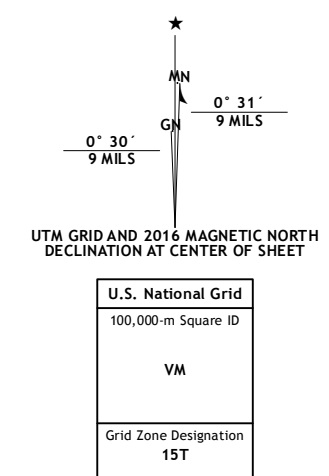 ★
MN
0° 31´
9 MILS
GN
0° 30´
9 MILS
UTM GRID AND 2016 MAGNETIC NORTH
DECLINATION AT CENTER OF SHEET
U.S. National Grid
100,000-m Square ID
VM
Grid Zone Designation
15T